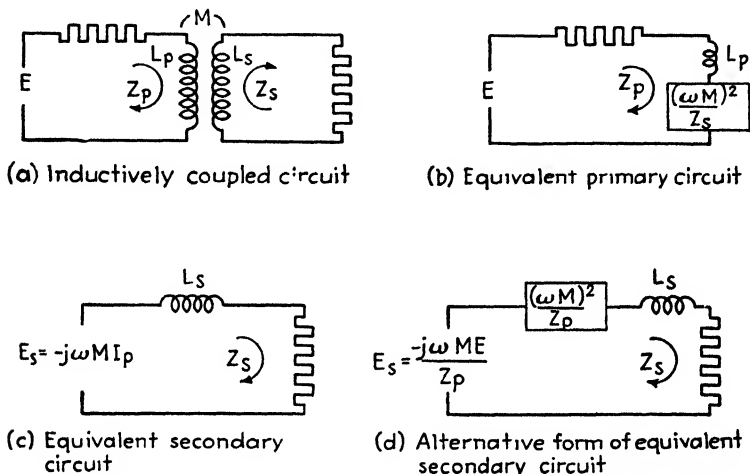 M
E
Zp
Lp
Ls
Zs
(a) Inductively coupled circuit
E
Zp
Lp
(ωM)²
Zs
(b) Equivalent primary circuit
Ls
Es = -jωMIp
Zs
(c) Equivalent secondary
circuit
(ωM)²
Zp
Ls
Es = -jωME
Zp
Zs
(d) Alternative form of equivalent
secondary circuit